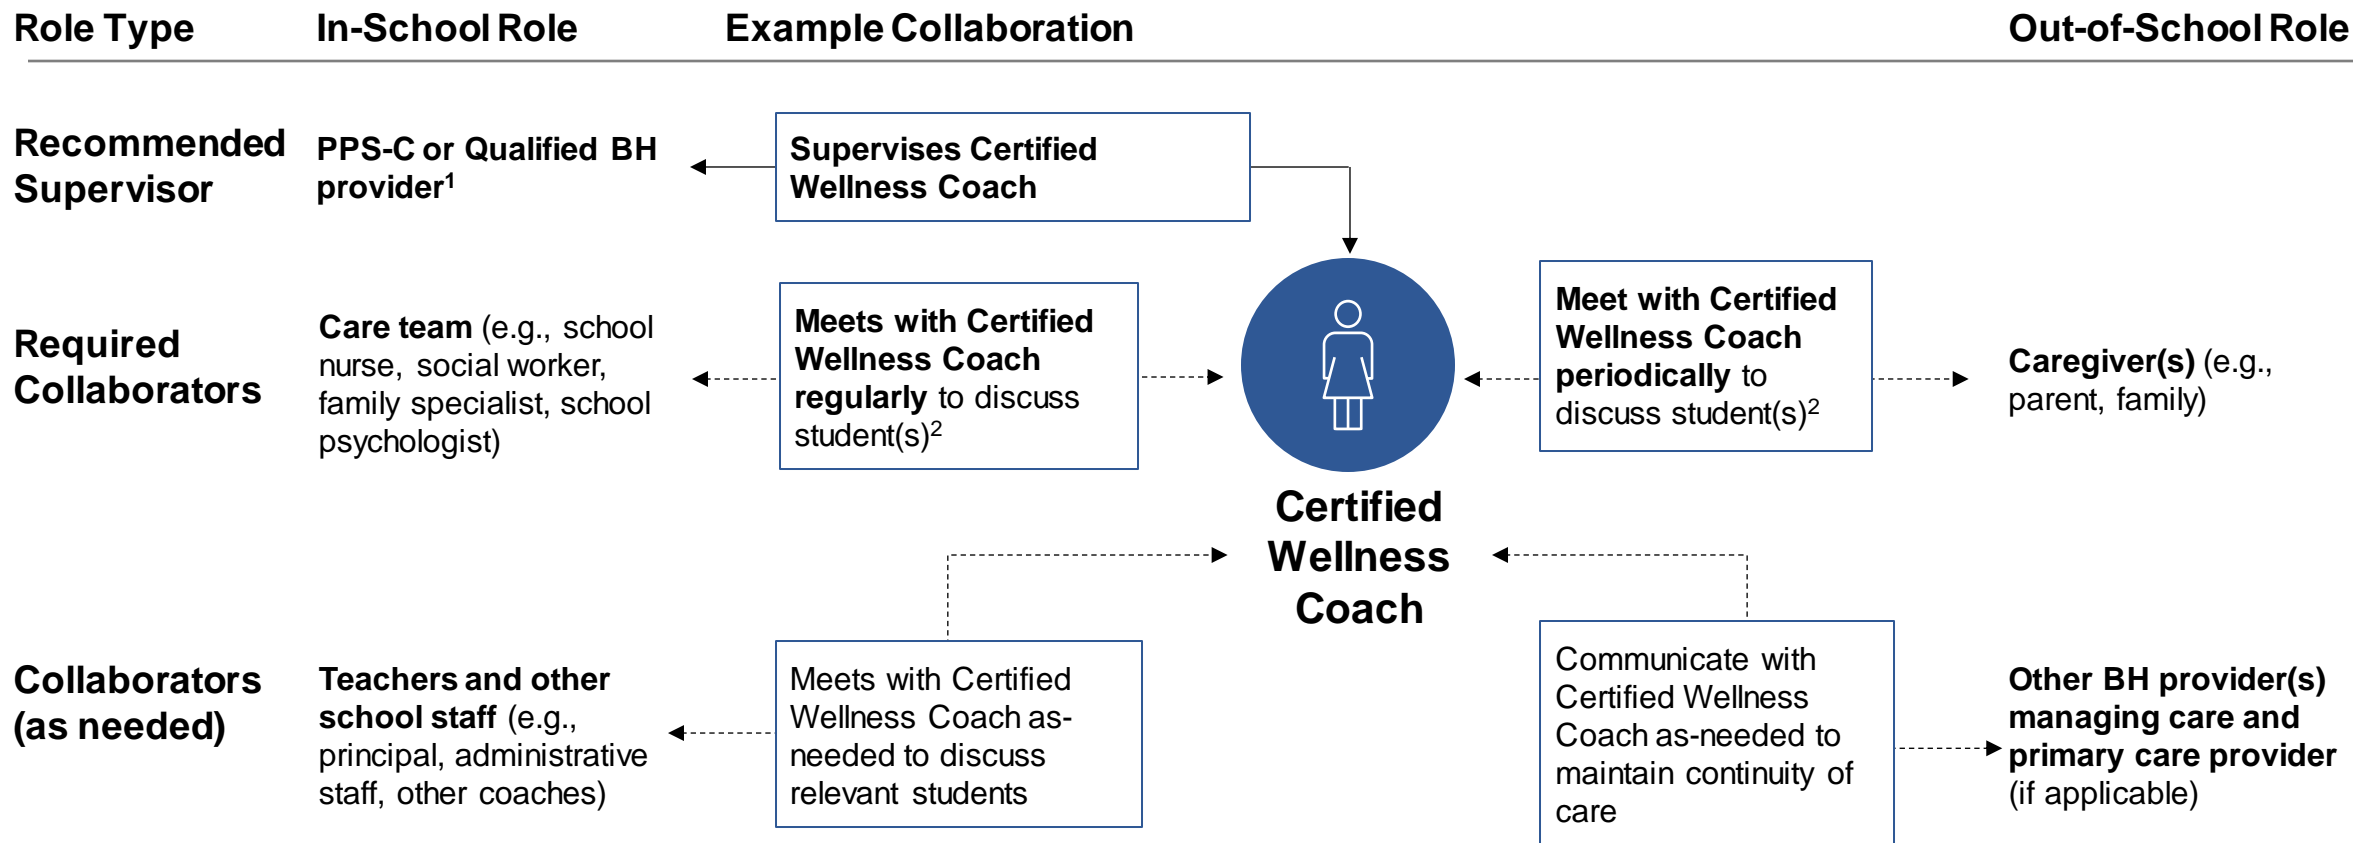 Role Type In-School Role Example Collaboration Out-of-School Role
Recommended
Supervisor
PPS-C or Qualified BH
provider1
Supervises Certified
Wellness Coach
Required
Collaborators
Care team (e.g., school
nurse, social worker,
family specialist, school
psychologist)
Meets with Certified
Wellness Coach
regularly to discuss
student(s)2
Meet with Certified
Wellness Coach
periodically to
discuss student(s)2
Caregiver(s) (e.g.,
parent, family)
Certified
Wellness
Coach
Collaborators
(as needed)
Teachers and other
school staff (e.g.,
principal, administrative
staff, other coaches)
Meets with Certified
Wellness Coach as-
needed to discuss
relevant students
Communicate with
Certified Wellness
Coach as-needed to
maintain continuity of
care
Other BH provider(s)
managing care and
primary care provider
(if applicable)